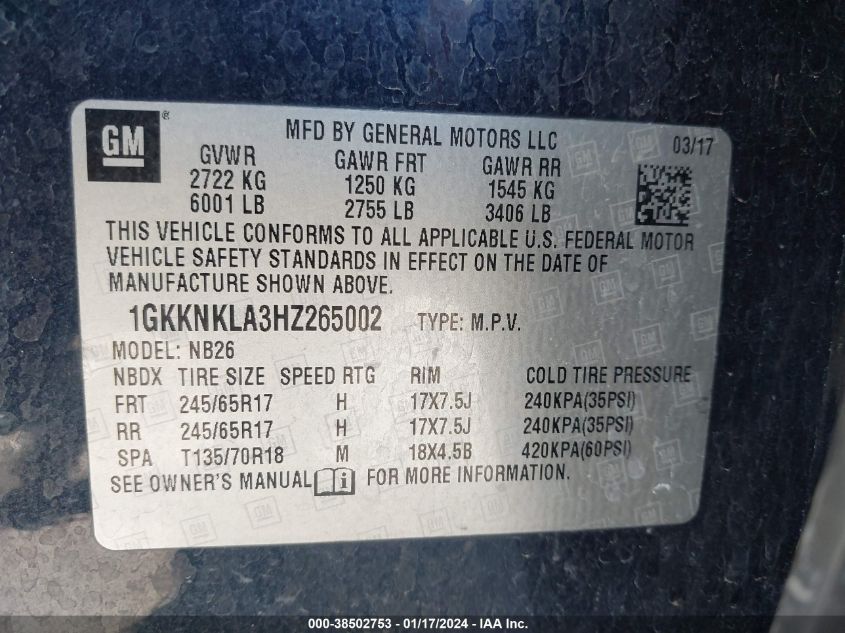 GM ®
MFD BY GENERAL MOTORS LLC
03/17
GVWR GAWR FRT GAWR RR
2722 KG 1250 KG 1545 KG
6001 LB 2755 LB 3406 LB
THIS VEHICLE CONFORMS TO ALL APPLICABLE U.S. FEDERAL MOTOR
VEHICLE SAFETY STANDARDS IN EFFECT ON THE DATE OF
MANUFACTURE SHOWN ABOVE.
1GKKNKLA3HZ265002 TYPE: M.P.V.
MODEL: NB26
NBDX TIRE SIZE SPEED RTG RIM COLD TIRE PRESSURE
FRT 245/65R17 H 17X7.5J 240KPA(35PSI)
RR 245/65R17 H 17X7.5J 240KPA(35PSI)
SPA T135/70R18 M 18X4.5B 420KPA(60PSI)
SEE OWNER'S MANUAL i FOR MORE INFORMATION.
000-38502753 - 01/17/2024 - IAA Inc.